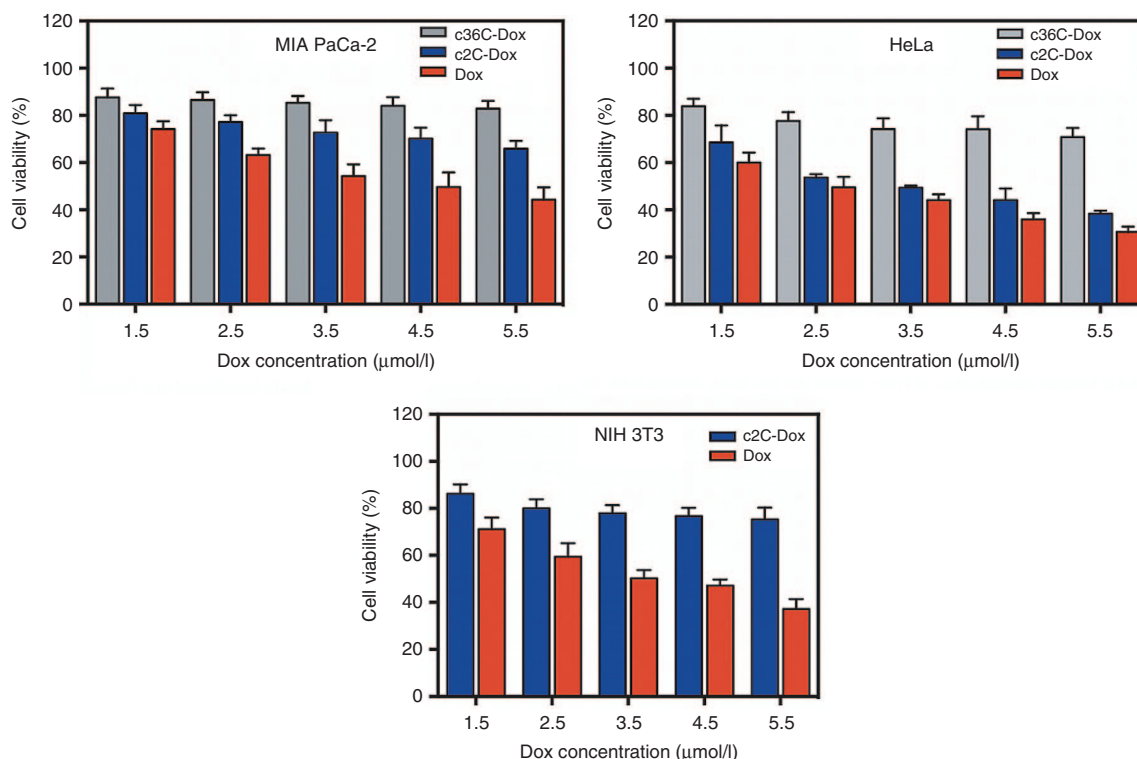 MIA PaCa-2
c36C-Dox
c2C-Dox
Dox
Cell viability (%)
120
100
80
60
40
20
0
1.5 2.5 3.5 4.5 5.5
Dox concentration (μmol/l)
HeLa
c36C-Dox
c2C-Dox
Dox
Cell viability (%)
120
100
80
60
40
20
0
1.5 2.5 3.5 4.5 5.5
Dox concentration (μmol/l)
NIH 3T3
c2C-Dox
Dox
Cell viability (%)
120
100
80
60
40
20
0
1.5 2.5 3.5 4.5 5.5
Dox concentration (μmol/l)